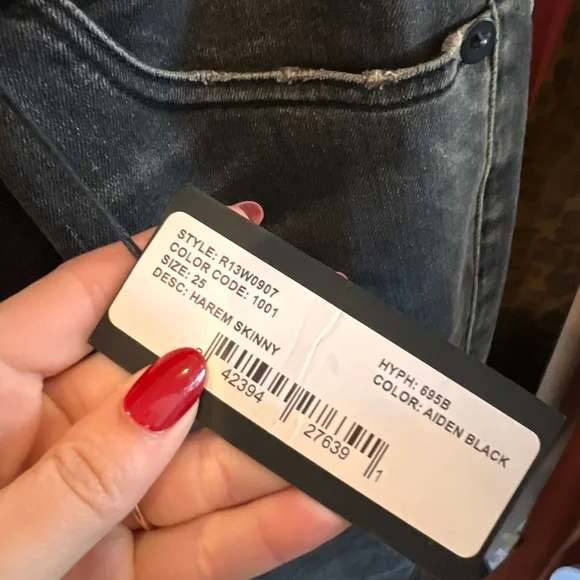 STYLE: R13W0907
COLOR CODE: 1001
SIZE: 25
DESC: HAREM SKINNY
HYPH: 695B
COLOR: AIDEN BLACK
42394 27639 1